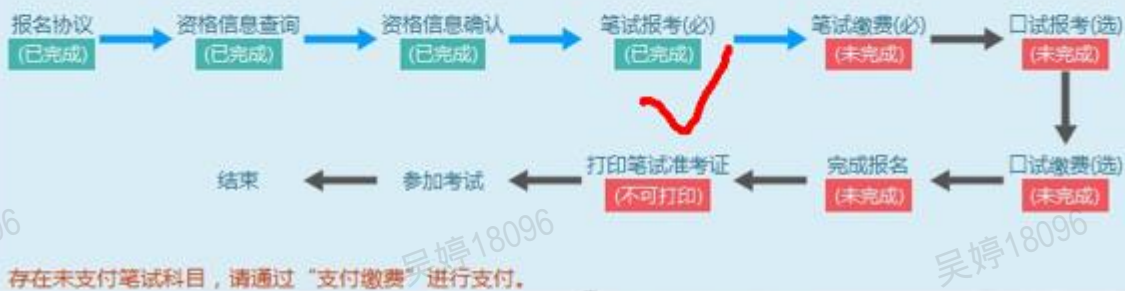 报名协议 资格信息查询 资格信息确认 笔试报考(必) 笔试缴费(必) 口试报考(选)
(已完成) (已完成) (已完成) (已完成) (未完成) (未完成)
结束 参加考试 打印笔试准考证 完成报名 口试缴费(选)
(不可打印) (未完成) (未完成)
吴婷18096
吴婷18096
存在未支付笔试科目，请通过“支付缴费”进行支付。